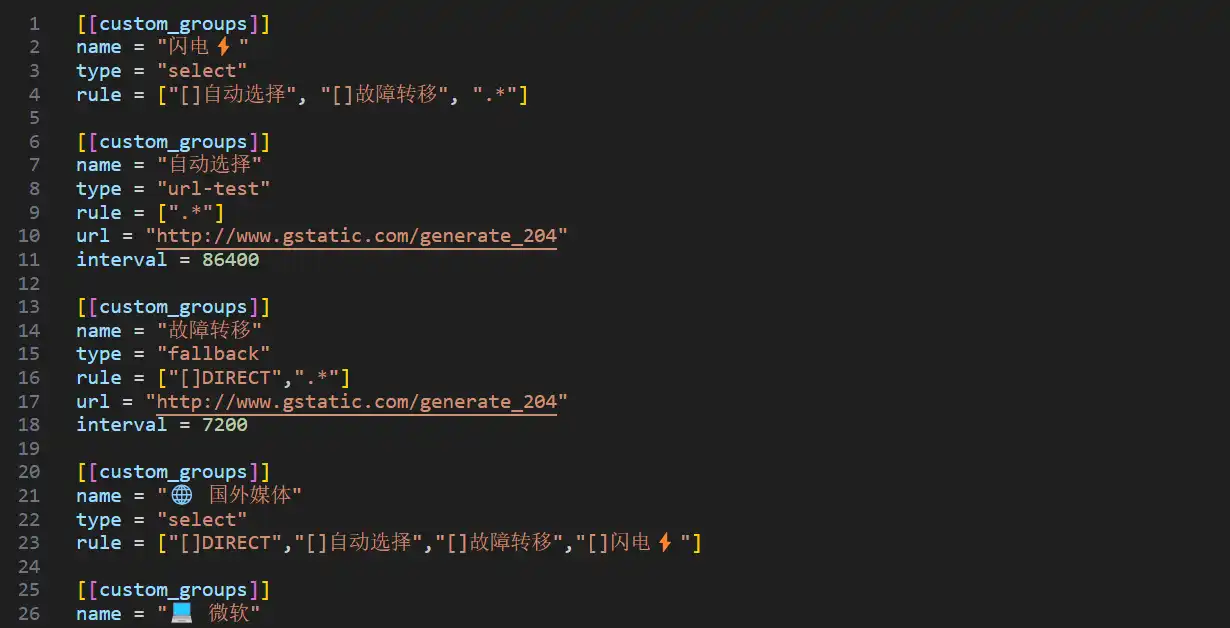 1 [[custom_groups]]
2 name = "闪电⚡"
3 type = "select"
4 rule = ["[]自动选择", "[]故障转移", ".*"]
5
6 [[custom_groups]]
7 name = "自动选择"
8 type = "url-test"
9 rule = [".*"]
10 url = "http://www.gstatic.com/generate_204"
11 interval = 86400
12
13 [[custom_groups]]
14 name = "故障转移"
15 type = "fallback"
16 rule = ["[]DIRECT",".*"]
17 url = "http://www.gstatic.com/generate_204"
18 interval = 7200
19
20 [[custom_groups]]
21 name = "🌐 国外媒体"
22 type = "select"
23 rule = ["[]DIRECT","[]自动选择","[]故障转移","[]闪电⚡"]
24
25 [[custom_groups]]
26 name = "💻 微软"